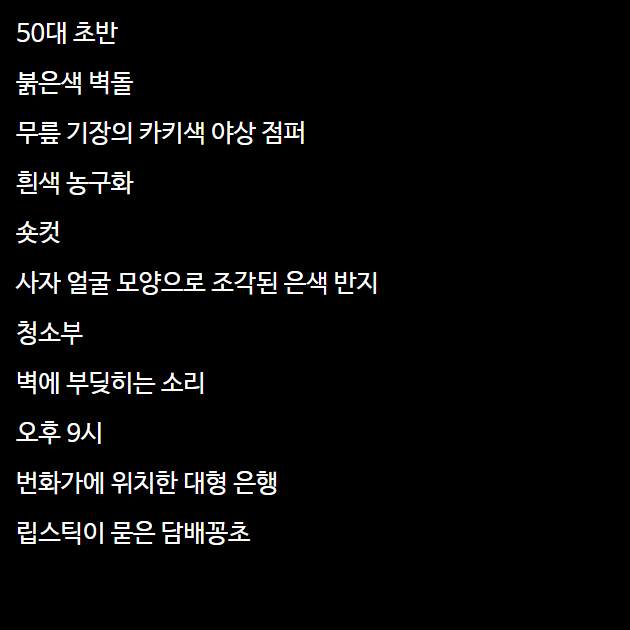 50대 초반
붉은색 벽돌
무릎 기장의 카키색 야상 점퍼
흰색 농구화
숏컷
사자 얼굴 모양으로 조각된 은색 반지
청소부
벽에 부딪히는 소리
오후 9시
번화가에 위치한 대형 은행
립스틱이 묻은 담배꽁초